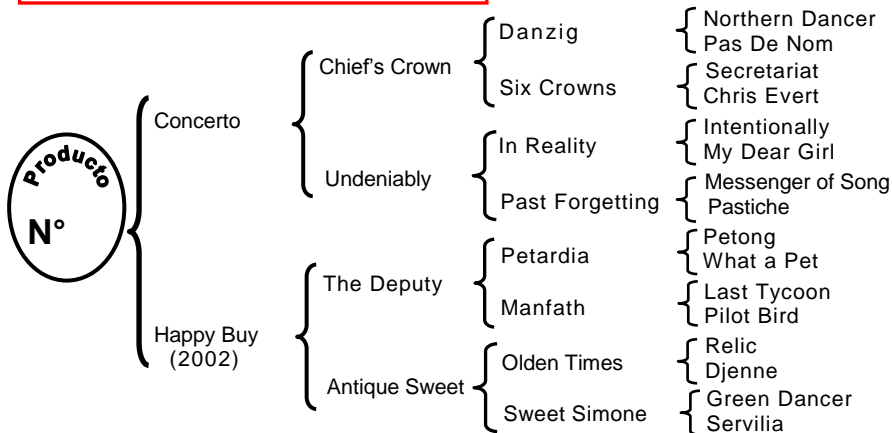 Producto
N°
Concerto
Happy Buy
(2002)
Chief's Crown
Undeniably
The Deputy
Antique Sweet
Danzig
Six Crowns
In Reality
Past Forgetting
Petardia
Manfath
Olden Times
Sweet Simone
Northern Dancer
Pas De Nom
Secretariat
Chris Evert
Intentionally
My Dear Girl
Messenger of Song
Pastiche
Petong
What a Pet
Last Tycoon
Pilot Bird
Relic
Djenne
Green Dancer
Servilia